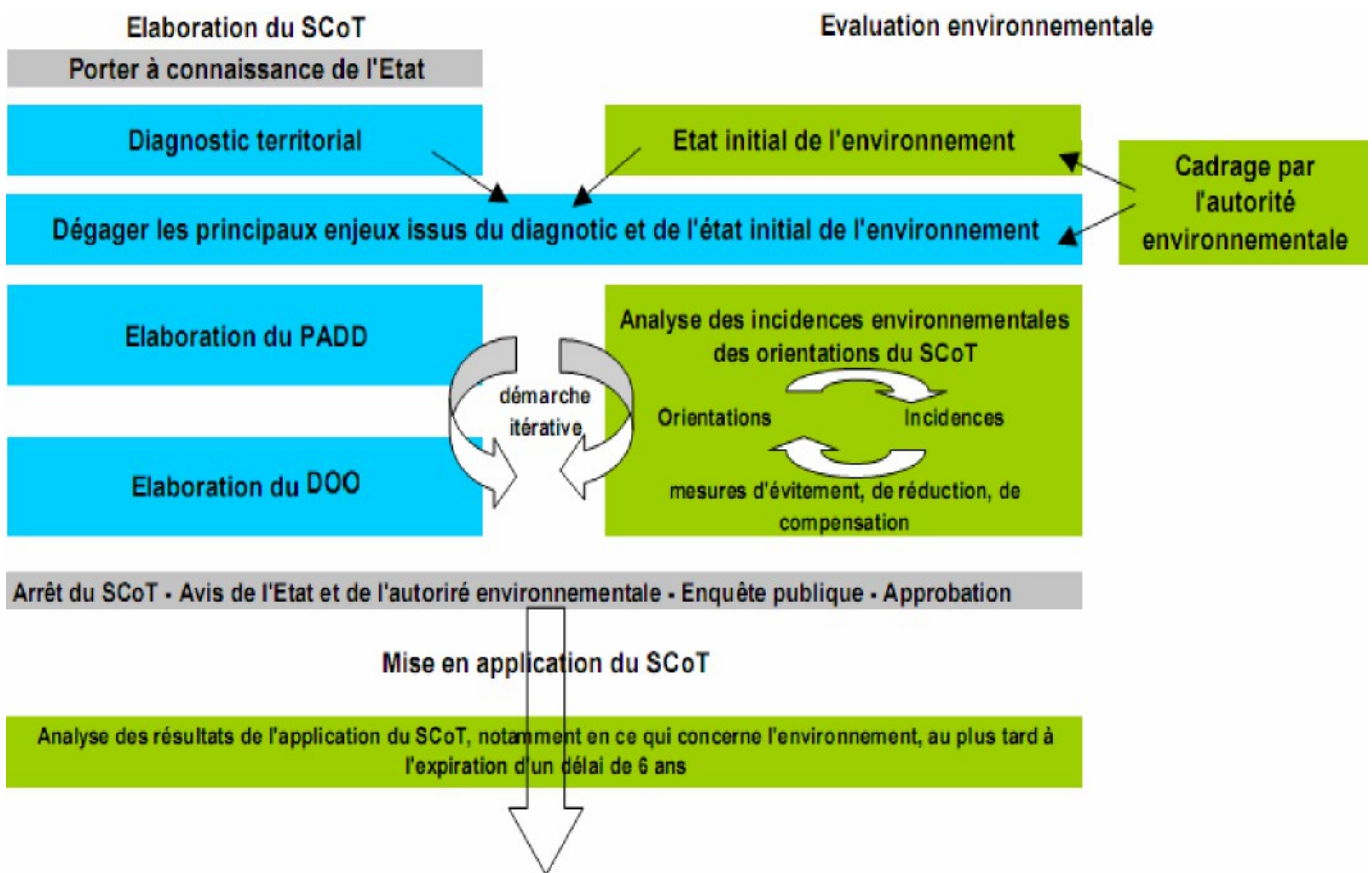 Elaboration du SCoT
Evaluation environnementale
Porter à connaissance de l'Etat
Diagnostic territorial
Etat initial de l'environnement
Cadrage par
l'autorité
environnementale
Dégager les principaux enjeux issus du diagnotic et de l'état initial de l'environnement
Elaboration du PADD
Analyse des incidences environnementales
des orientations du SCoT
démarche
itérative
Orientations
Incidences
Elaboration du DOO
mesures d'évitement, de réduction, de
compensation
Arrêt du SCoT - Avis de l'Etat et de l'autoriré environnementale - Enquête publique - Approbation
Mise en application du SCoT
Analyse des résultats de l'application du SCoT, notamment en ce qui concerne l'environnement, au plus tard à
l'expiration d'un délai de 6 ans